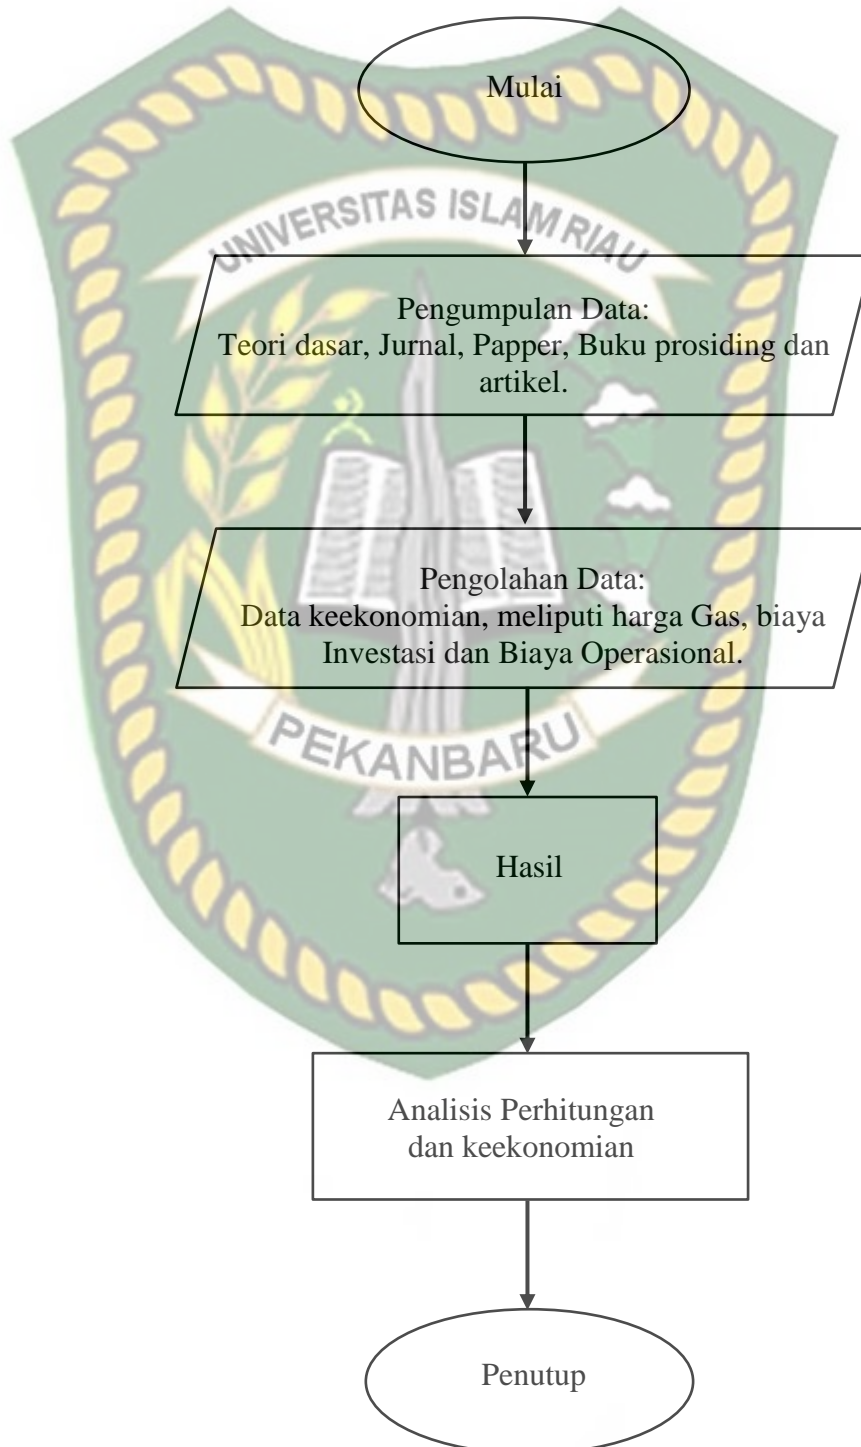 Mulai
UNIVERSITAS ISLAM RIAU
Pengumpulan Data:
Teori dasar, Jurnal, Papper, Buku prosiding dan
artikel.
Pengolahan Data:
Data keekonomian, meliputi harga Gas, biaya
Investasi dan Biaya Operasional.
PEKANBARU
Hasil
Analisis Perhitungan
dan keekonomian
Penutup